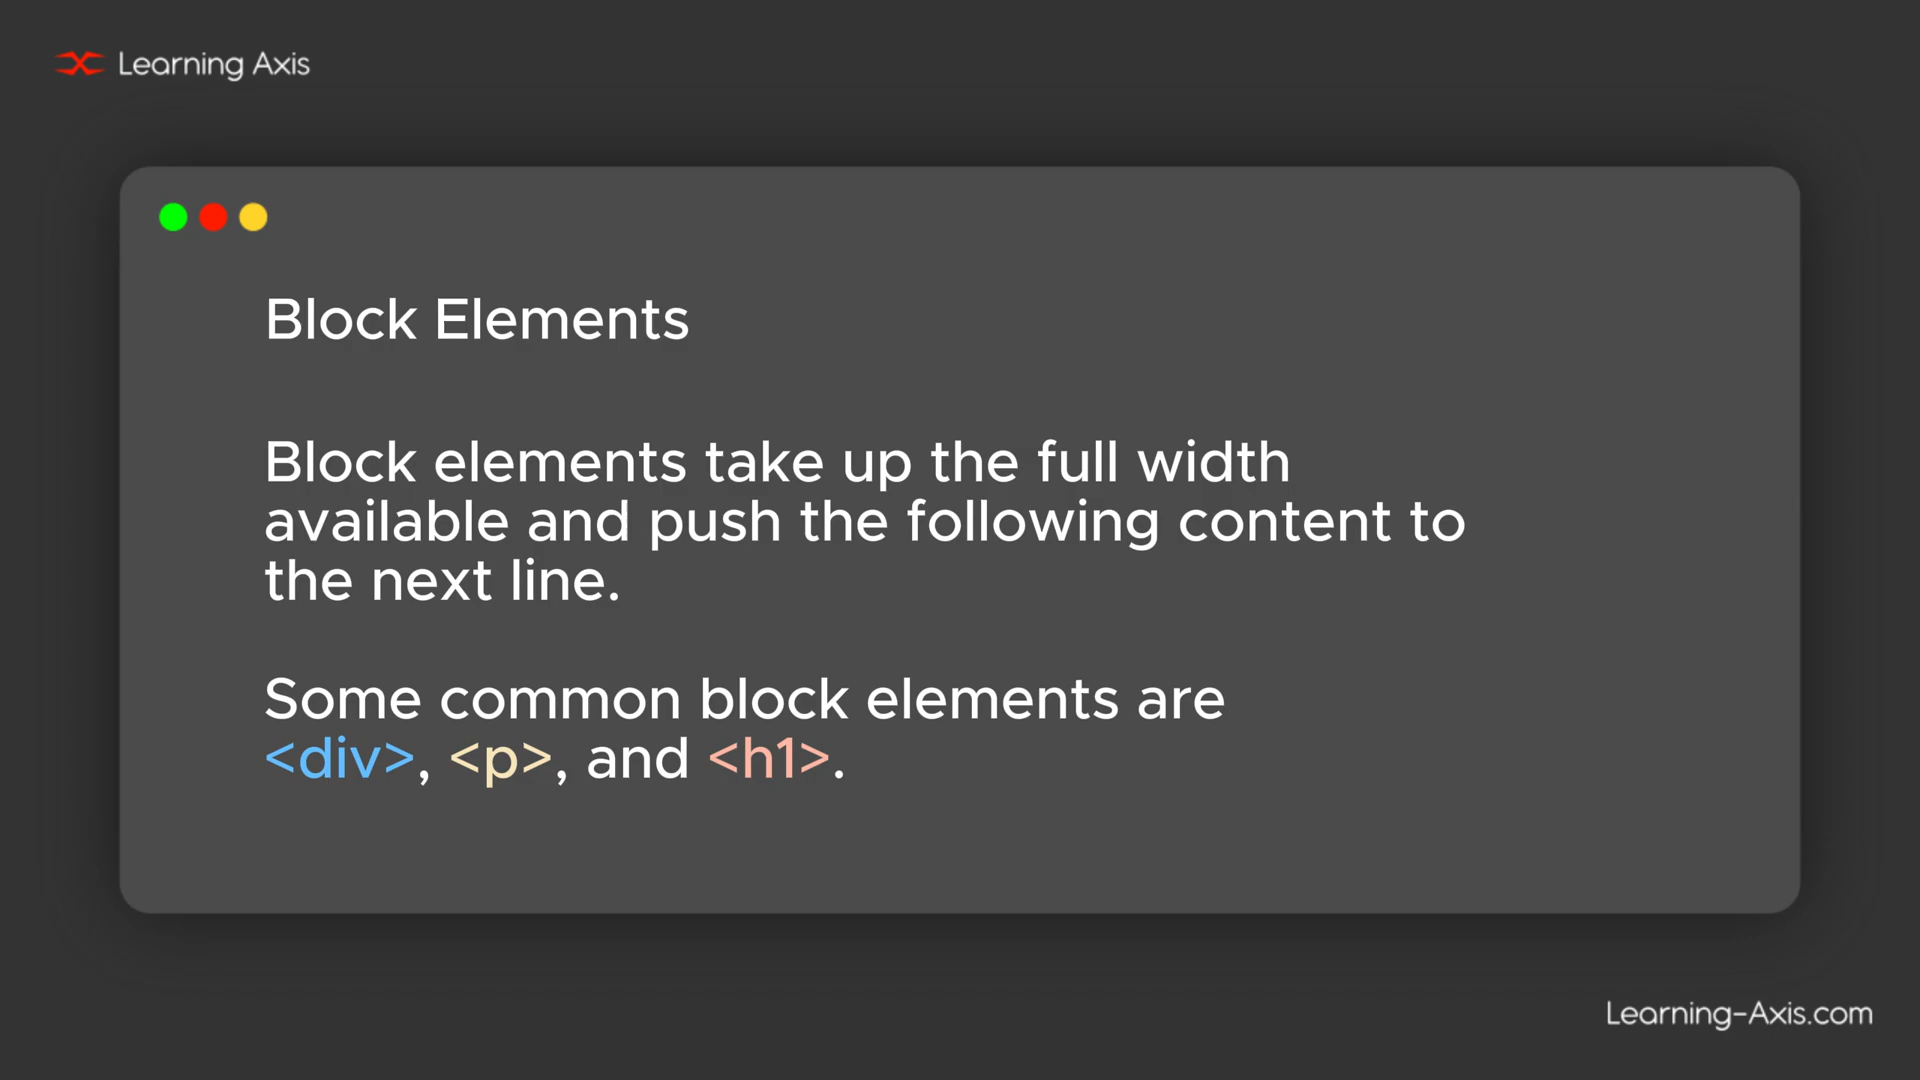 Learning Axis
Block Elements
Block elements take up the full width
available and push the following content to
the next line.
Some common block elements are
<div>, <p>, and <h1>.
Learning-Axis.com